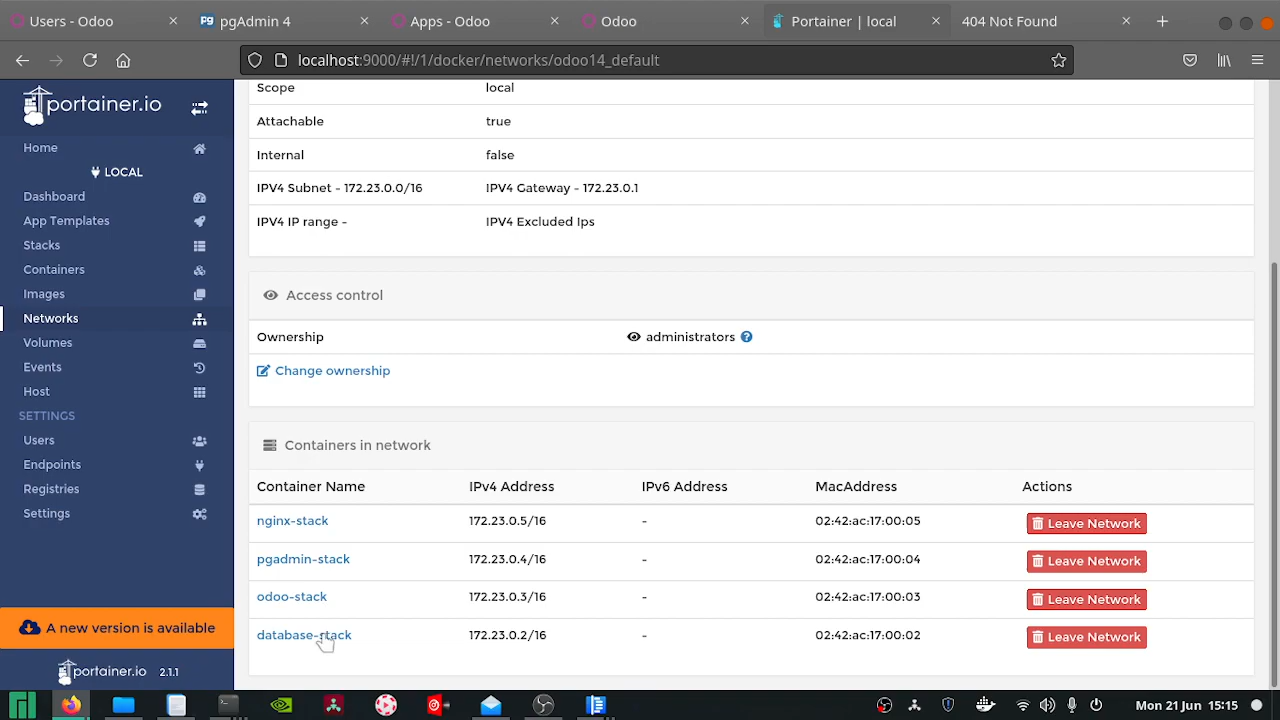 Users - Odoo
pgAdmin 4
Apps - Odoo
Odoo
Portainer | local
404 Not Found
localhost:9000/#!/1/docker/networks/odoo14_default
portainer.io
Home
LOCAL
Dashboard
App Templates
Stacks
Containers
Images
Networks
Volumes
Events
Host
SETTINGS
Users
Endpoints
Registries
Settings
A new version is available
portainer.io 2.1.1
Scope local
Attachable true
Internal false
IPV4 Subnet - 172.23.0.0/16 IPV4 Gateway - 172.23.0.1
IPV4 IP range - IPV4 Excluded Ips
Access control
Ownership administrators
Change ownership
Containers in network
Container Name IPv4 Address IPv6 Address MacAddress Actions
nginx-stack 172.23.0.5/16 - 02:42:ac:17:00:05 Leave Network
pgadmin-stack 172.23.0.4/16 - 02:42:ac:17:00:04 Leave Network
odoo-stack 172.23.0.3/16 - 02:42:ac:17:00:03 Leave Network
database-stack 172.23.0.2/16 - 02:42:ac:17:00:02 Leave Network
Mon 21 Jun 15:15